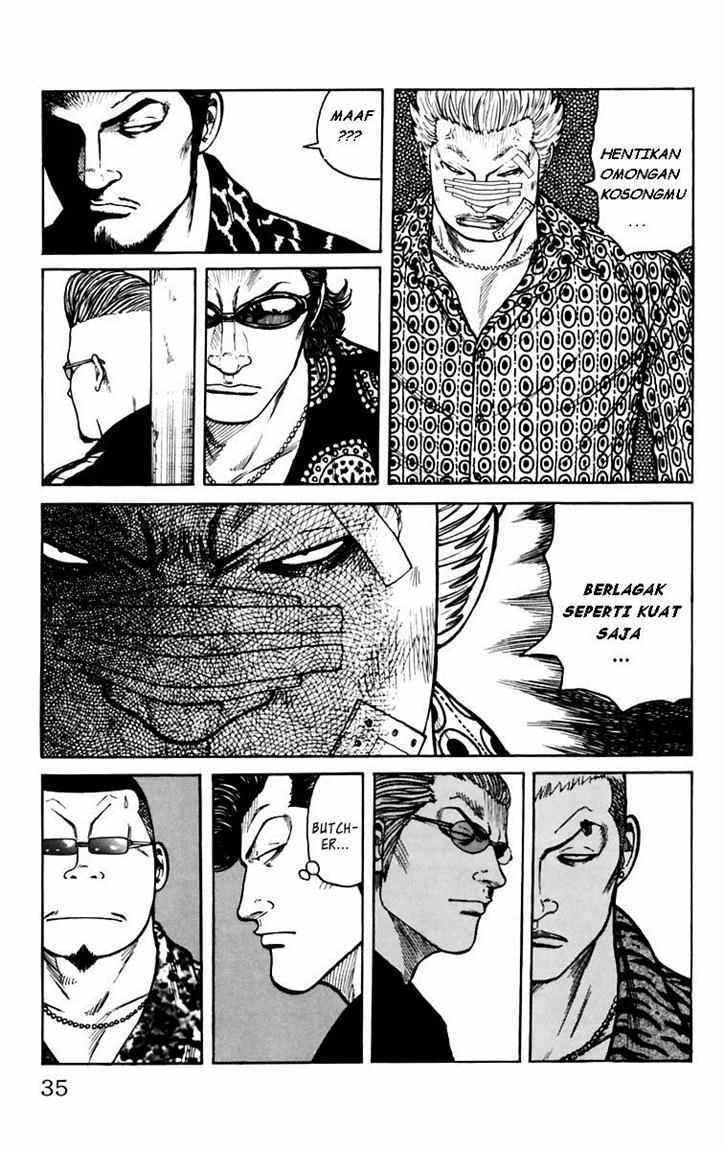 HENTIKAN
OMONGAN
KOSONGMU
...
MAAF
???
BERLAGAK
SEPERTI KUAT
SAJA
...
BUTCH-
ER...
35